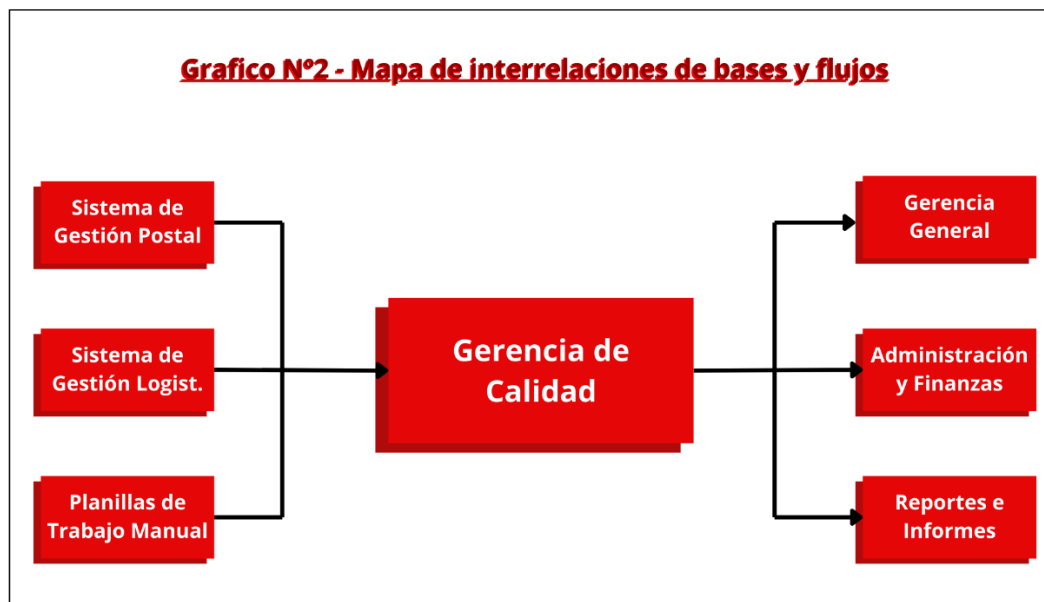 Grafico Nº2 - Mapa de interrelaciones de bases y flujos
Sistema de
Gestión Postal
Sistema de
Gestión Logist.
Planillas de
Trabajo Manual
Gerencia de
Calidad
Gerencia
General
Administración
y Finanzas
Reportes e
Informes